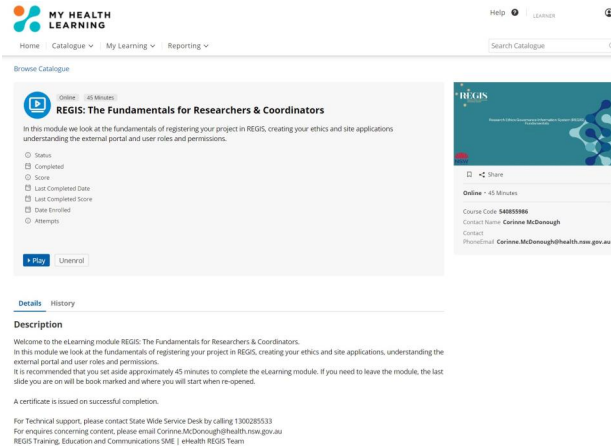 MY HEALTH
LEARNING
Help
LEARNER
Home Catalogue My Learning Reporting
Search Catalogue
Browse Catalogue
Online 45 Minutes
REGIS: The Fundamentals for Researchers & Coordinators
In this module we look at the fundamentals of registering your project in REGIS, creating your ethics and site applications
understanding the external portal and user roles and permissions.
Status
Completed
Score
Last Completed Date
Last Completed Score
Date Enrolled
Attempts
Play Unenrol
REGIS
Research Ethics Governance Information System (REGIS)
Fundamentals
Share
Online - 45 Minutes
Course Code 540855986
Contact Name Corinne McDonough
Contact
PhoneEmail Corinne.McDonough@health.nsw.gov.au
Details History
Description
Welcome to the eLearning module REGIS: The Fundamentals for Researchers & Coordinators.
In this module we look at the fundamentals of registering your project in REGIS, creating your ethics and site applications, understanding the
external portal and user roles and permissions.
It is recommended that you set aside approximately 45 minutes to complete the eLearning module. If you need to leave the module, the last
slide you are on will be book marked and where you will start when re-opened.
A certificate is issued on successful completion.
For Technical support, please contact State Wide Service Desk by calling 1300285533
For enquires concerning content, please email Corinne.McDonough@health.nsw.gov.au
REGIS Training, Education and Communications SME | eHealth REGIS Team